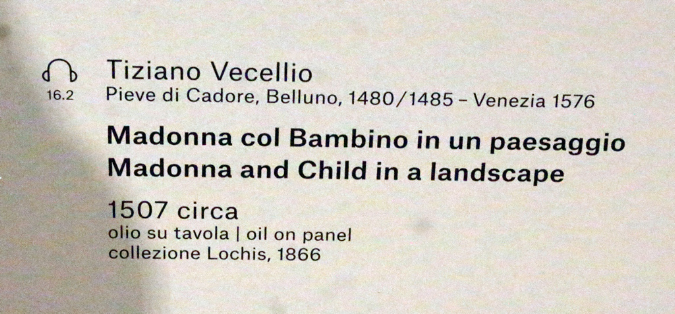 Tiziano Vecellio
16.2 Pieve di Cadore, Belluno, 1480/1485 – Venezia 1576
Madonna col Bambino in un paesaggio
Madonna and Child in a landscape
1507 circa
olio su tavola | oil on panel
collezione Lochis, 1866